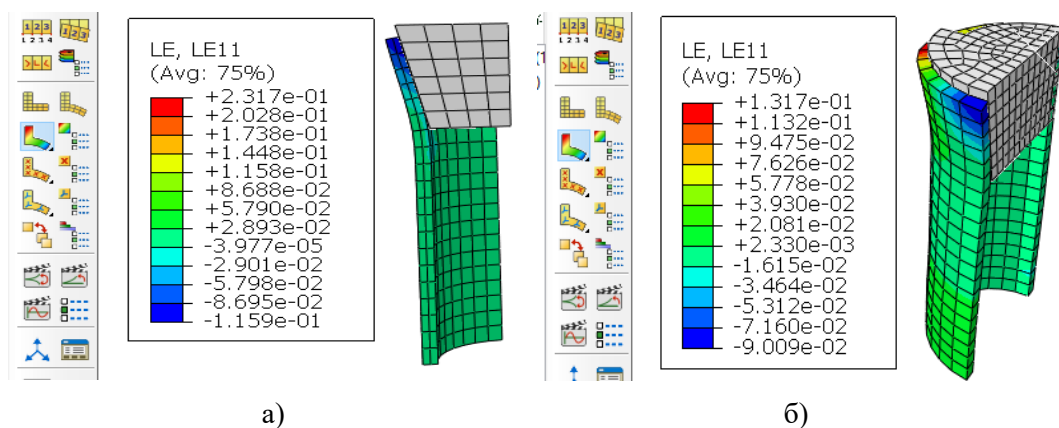 LE, LE11
(Avg: 75%)
+2.317e-01
+2.028e-01
+1.738e-01
+1.448e-01
+1.158e-01
+8.688e-02
+5.790e-02
+2.893e-02
-3.977e-05
-2.901e-02
-5.798e-02
-8.695e-02
-1.159e-01
LE, LE11
(Avg: 75%)
+1.317e-01
+1.132e-01
+9.475e-02
+7.626e-02
+5.778e-02
+3.930e-02
+2.081e-02
+2.330e-03
-1.615e-02
-3.464e-02
-5.312e-02
-7.160e-02
-9.009e-02
а)
б)